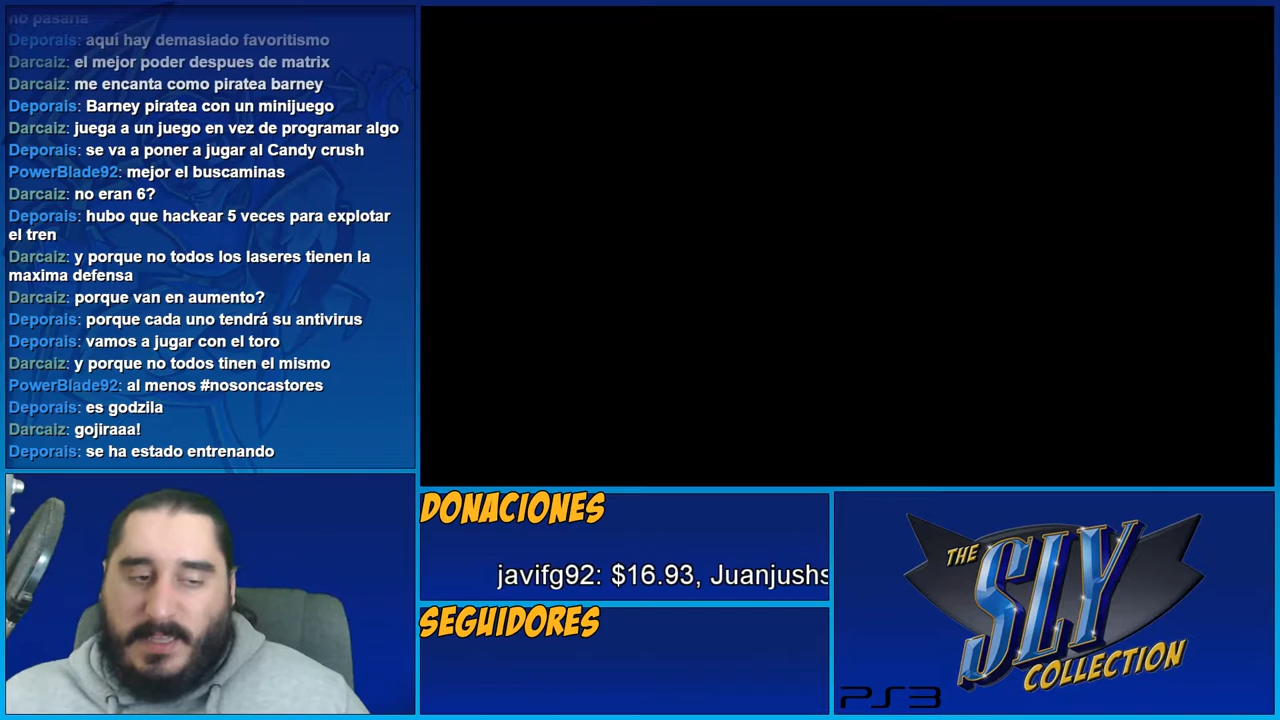 no pasaria
Deporais: aquí hay demasiado favoritismo
Darcaiz: el mejor poder despues de matrix
Darcaiz: me encanta como piratea barney
Deporais: Barney piratea con un minijuego
Darcaiz: juega a un juego en vez de programar algo
Deporais: se va a poner a jugar al Candy crush
PowerBlade92: mejor el buscaminas
Darcaiz: no eran 6?
Deporais: hubo que hackear 5 veces para explotar
el tren
Darcaiz: y porque no todos los laseres tienen la
maxima defensa
Darcaiz: porque van en aumento?
Deporais: porque cada uno tendrá su antivirus
Deporais: vamos a jugar con el toro
Darcaiz: y porque no todos tinen el mismo
PowerBlade92: al menos #nosoncastores
Deporais: es godzila
Darcaiz: gojiraaa!
Deporais: se ha estado entrenando
DONACIONES
javifg92: $16.93, Juanjushs
SEGUIDORES
THE
SLY
COLLECTION
PS3